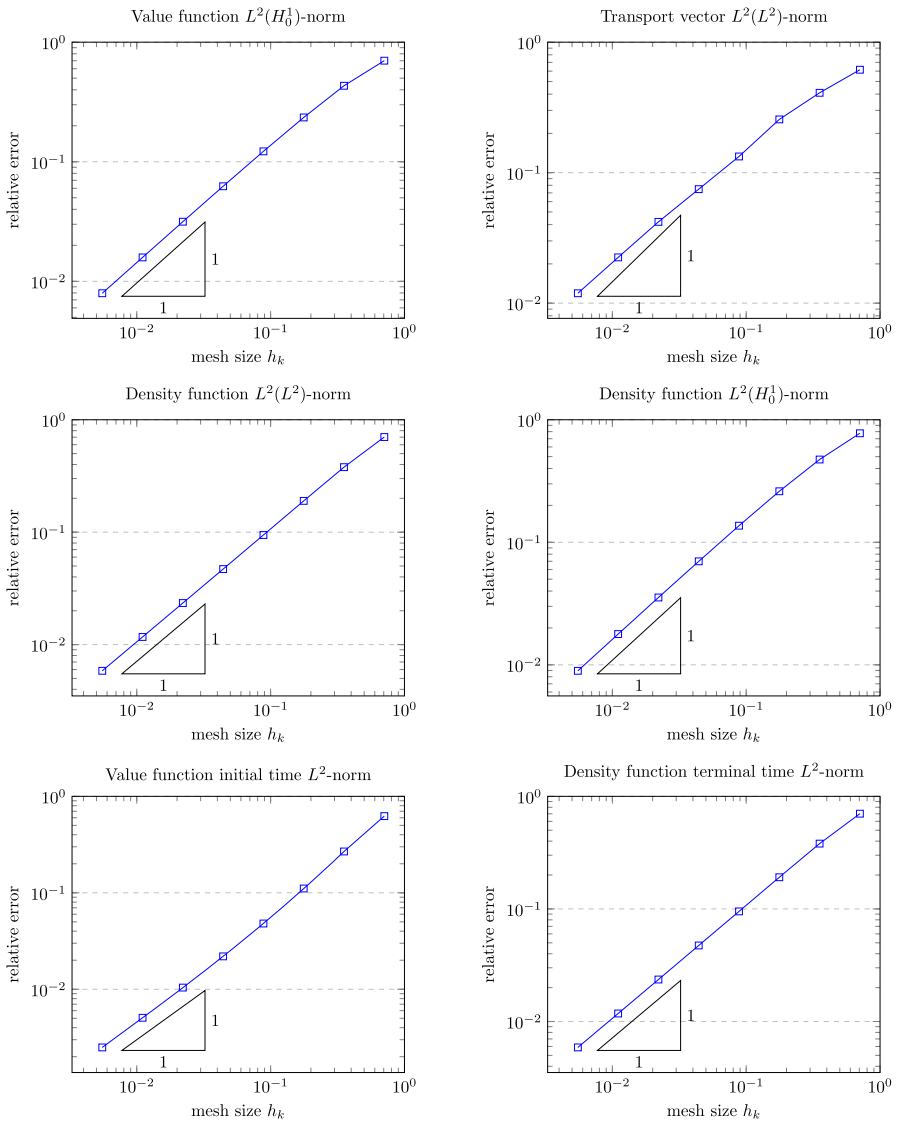 Value function $L^2(H_0^1)$-norm
10^0
10^{-1}
10^{-2}
relative error
1
1
10^{-2} 10^{-1} 10^0
mesh size $h_k$
Transport vector $L^2(L^2)$-norm
10^0
10^{-1}
10^{-2}
relative error
1
1
10^{-2} 10^{-1} 10^0
mesh size $h_k$
Density function $L^2(L^2)$-norm
10^0
10^{-1}
10^{-2}
relative error
1
1
10^{-2} 10^{-1} 10^0
mesh size $h_k$
Density function $L^2(H_0^1)$-norm
10^0
10^{-1}
10^{-2}
relative error
1
1
10^{-2} 10^{-1} 10^0
mesh size $h_k$
Value function initial time $L^2$-norm
10^0
10^{-1}
10^{-2}
relative error
1
1
10^{-2} 10^{-1} 10^0
mesh size $h_k$
Density function terminal time $L^2$-norm
10^0
10^{-1}
10^{-2}
relative error
1
1
10^{-2} 10^{-1} 10^0
mesh size $h_k$